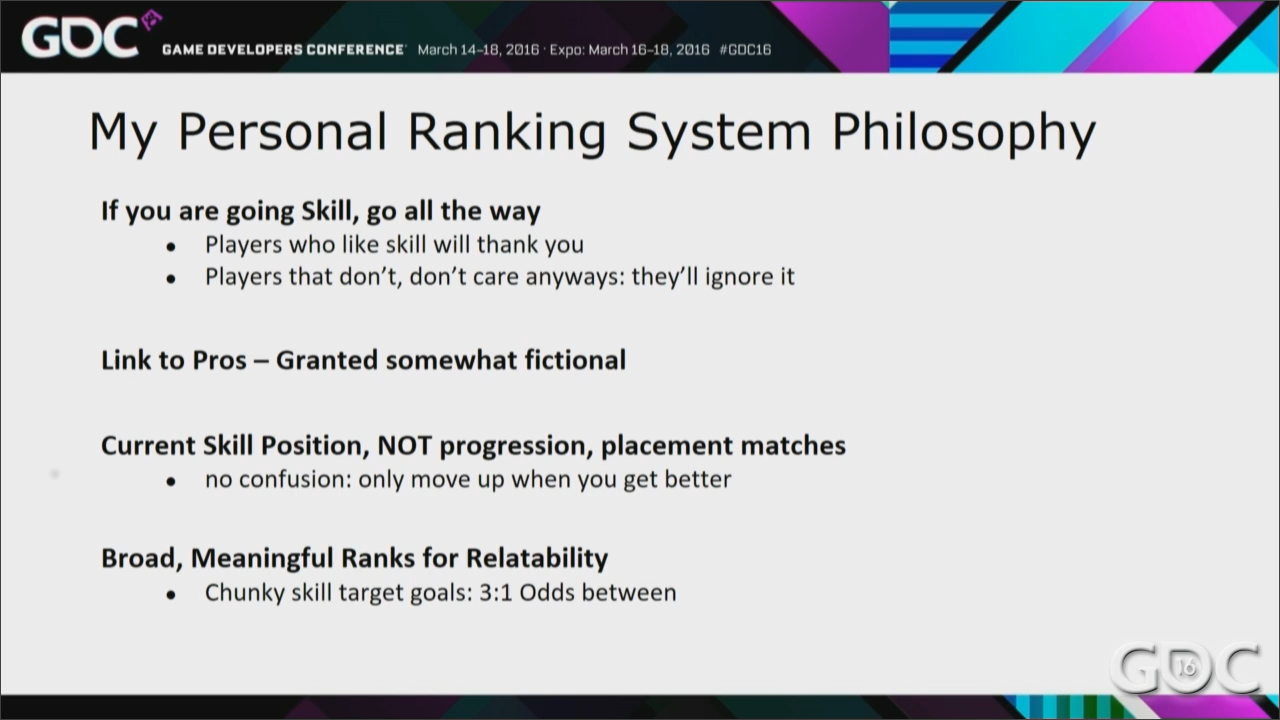 GDC
GAME DEVELOPERS CONFERENCE March 14-18, 2016 · Expo: March 16-18, 2016 #GDC16
My Personal Ranking System Philosophy
If you are going Skill, go all the way
• Players who like skill will thank you
• Players that don’t, don’t care anyways: they’ll ignore it
Link to Pros – Granted somewhat fictional
Current Skill Position, NOT progression, placement matches
• no confusion: only move up when you get better
Broad, Meaningful Ranks for Relatability
• Chunky skill target goals: 3:1 Odds between
GDC 16